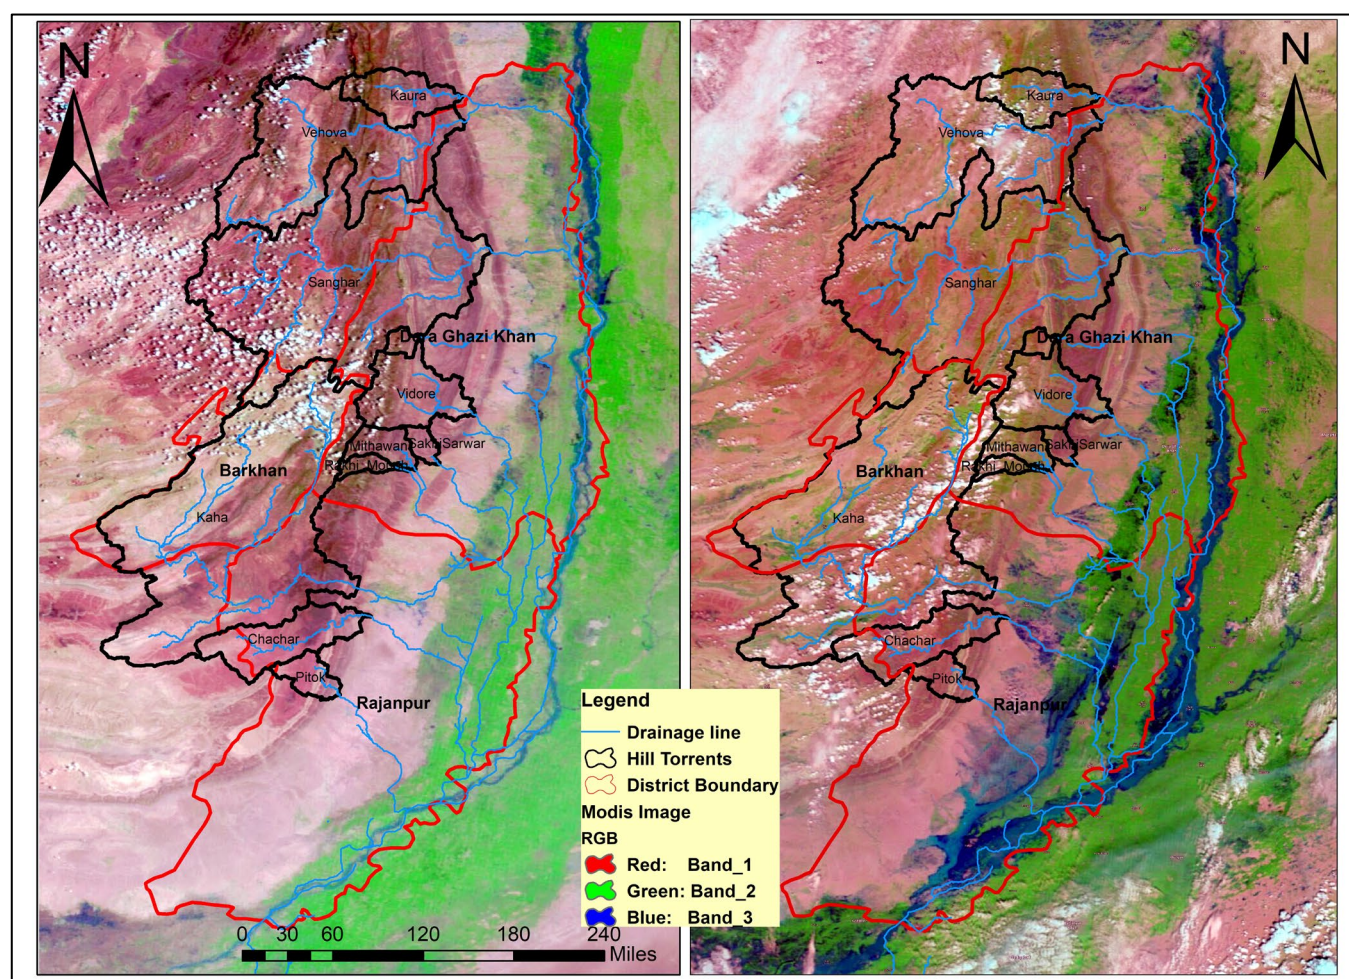 N
Kaura
Vehova
Sanghar
Dera Ghazi Khan
Vidore
Mithawan
Sakhi Sarwar
Rakhi Mounh
Barkhan
Kaha
Chachar
Pitok
Rajanpur
N
Kaura
Vehova
Sanghar
Dera Ghazi Khan
Vidore
Mithawan
Sakhi Sarwar
Rakhi Mounh
Barkhan
Kaha
Chachar
Pitok
Rajanpur
Legend
Drainage line
Hill Torrents
District Boundary
Modis Image
RGB
Red: Band_1
Green: Band_2
Blue: Band_3
0 30 60 120 180 240
Miles